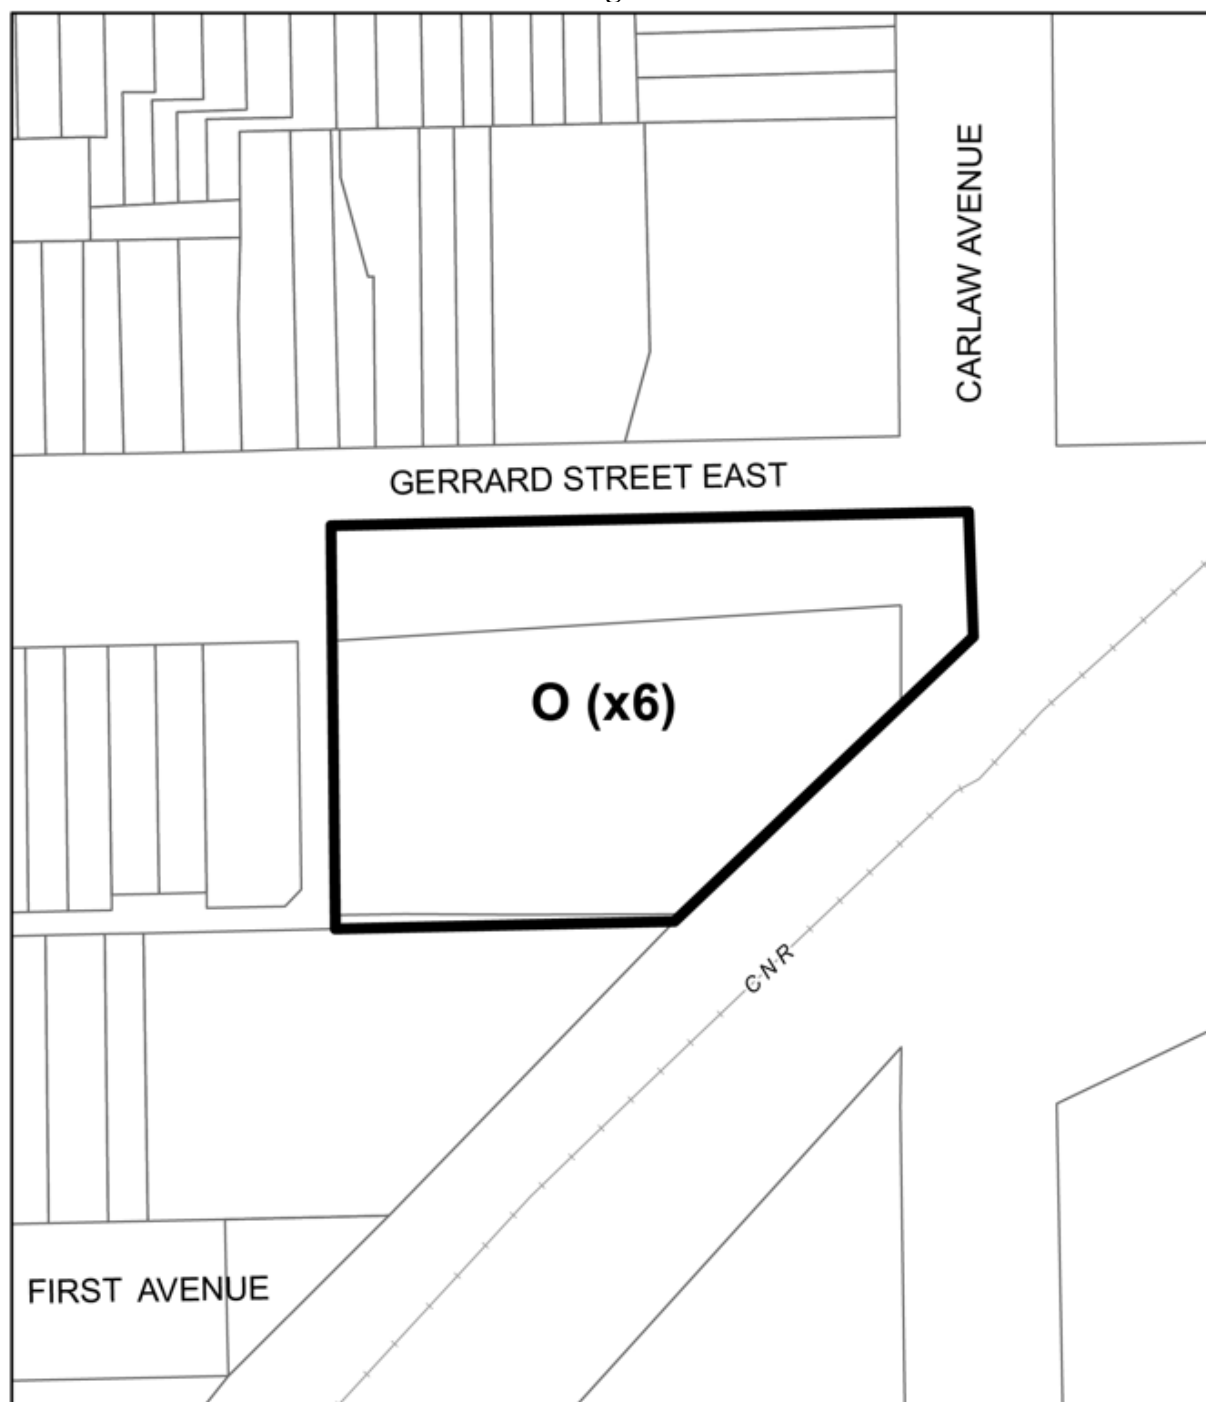 CARLAW AVENUE
GERRARD STREET EAST
O (x6)
C-N-R
FIRST AVENUE